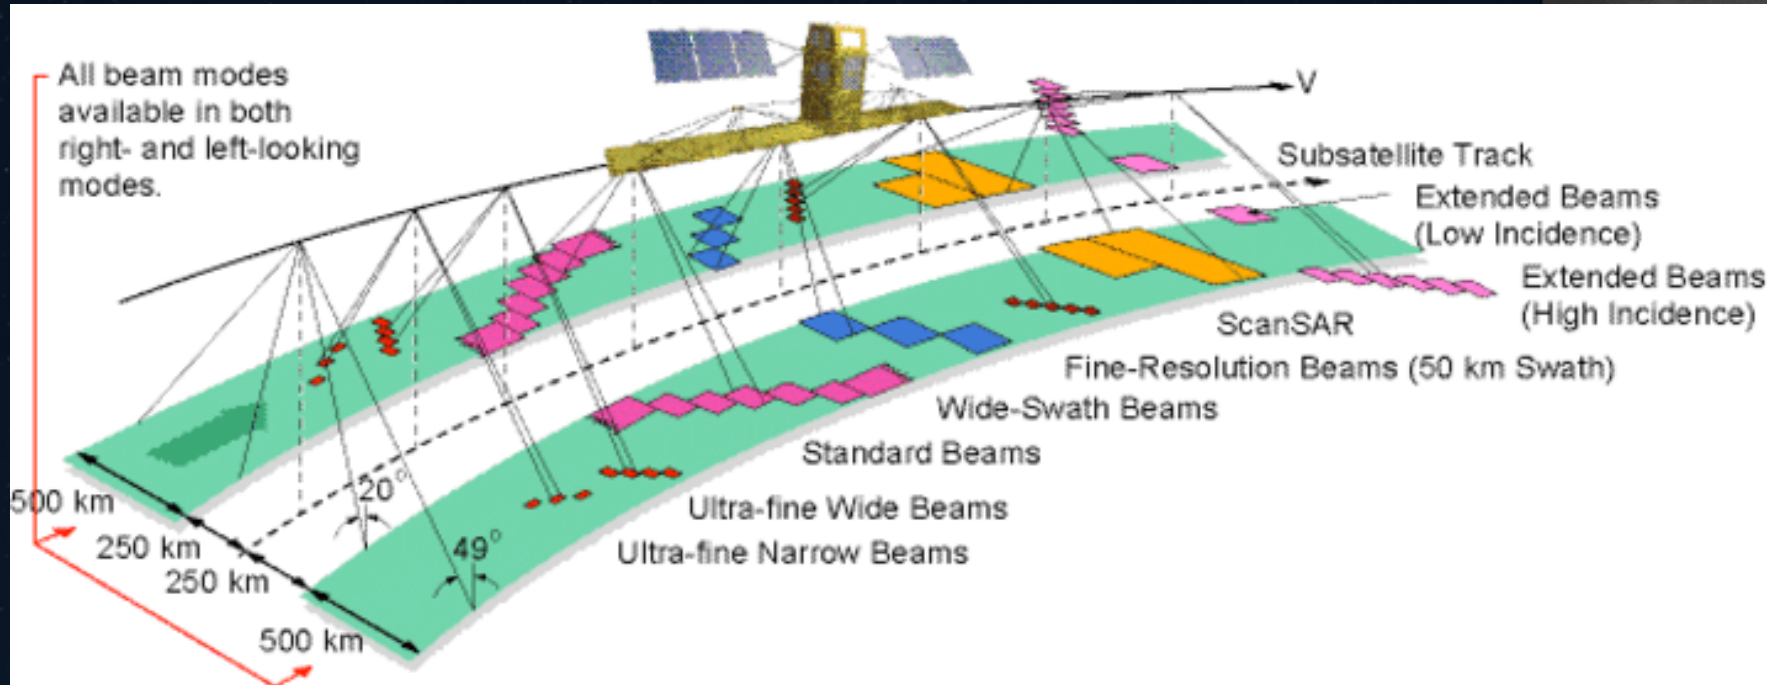 All beam modes
available in both
right- and left-looking
modes.
V
Subsatellite Track
Extended Beams
(Low Incidence)
Extended Beams
(High Incidence)
ScanSAR
Fine-Resolution Beams (50 km Swath)
Wide-Swath Beams
Standard Beams
Ultra-fine Wide Beams
Ultra-fine Narrow Beams
20°
49°
500 km
250 km
250 km
500 km